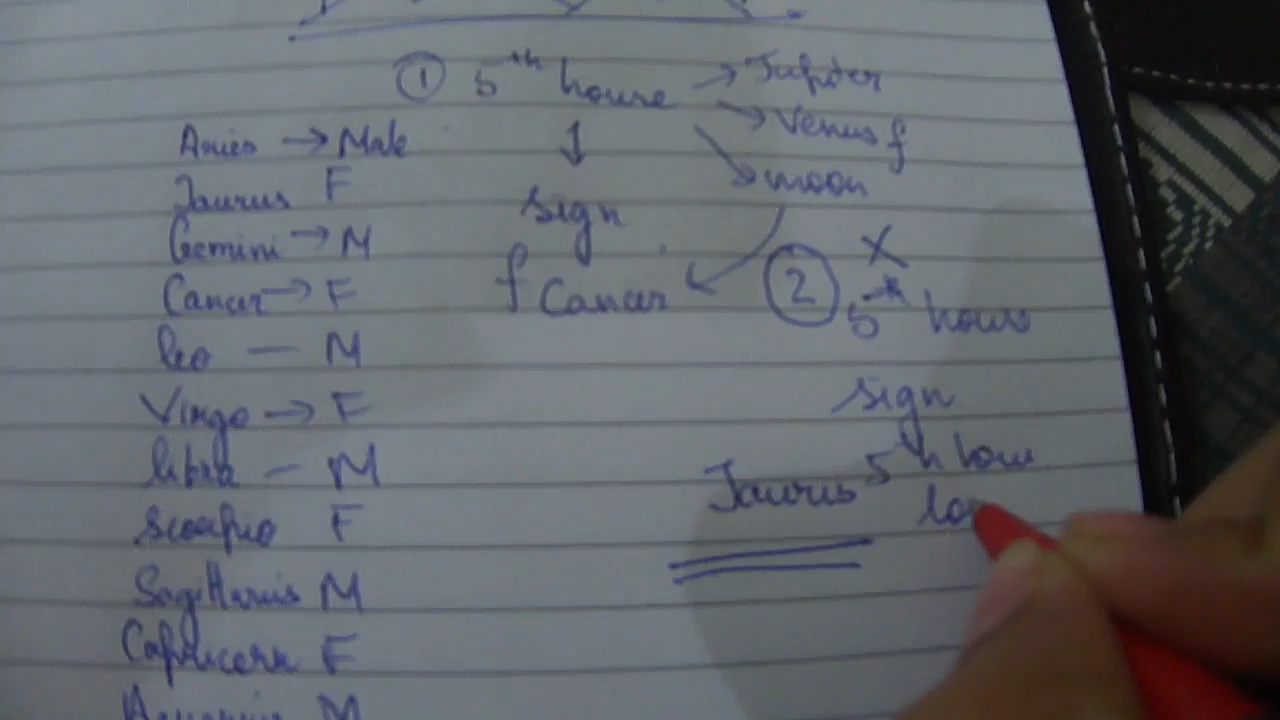 ① 5th house → Jupiter
→ Venus f
→ moon
↓
Sign
f Cancer
Aries → Male
Taurus F
Gemini → M
Cancer → F
leo — M
Virgo → F
libra — M
Scorpio F
Sagittarius M
Capricorn F
Aquarius M
② X
5th house
Sign
Taurus 5th